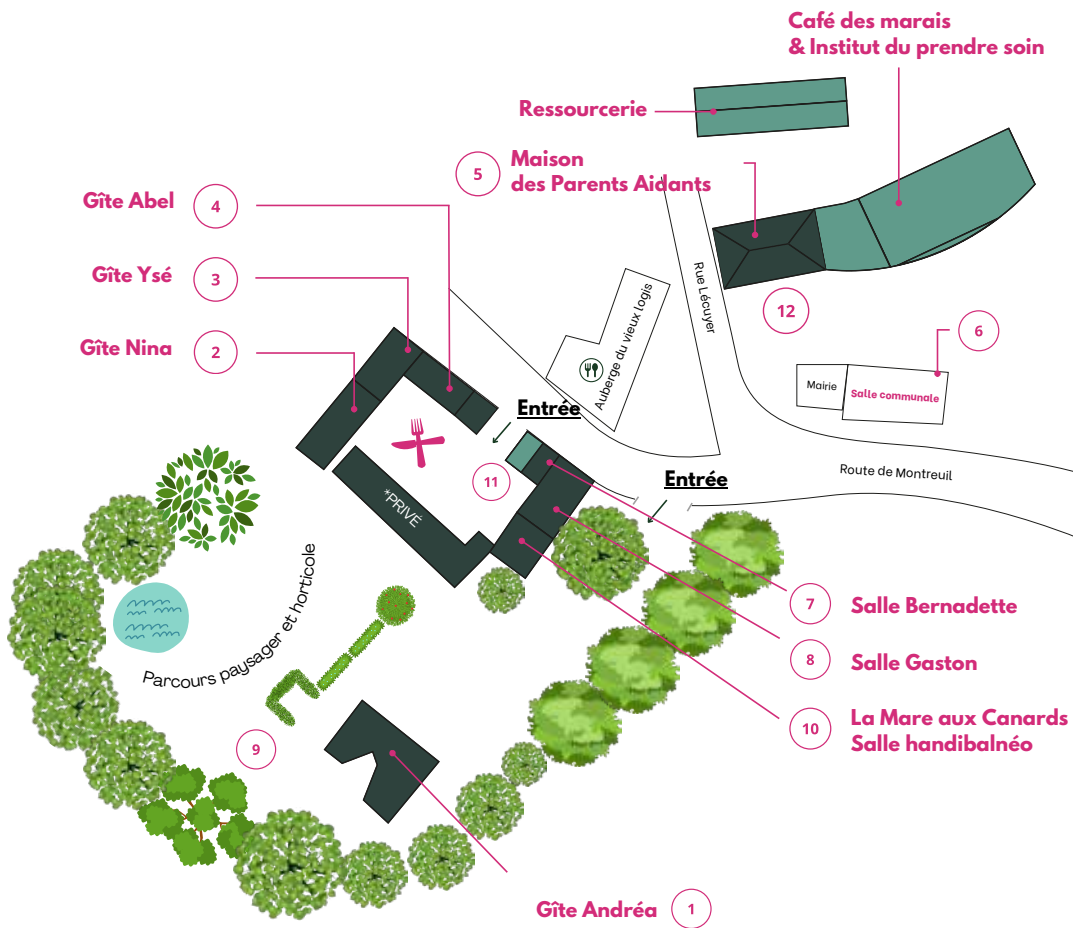 Café des marais
& Institut du prendre soin
Ressourcerie
5
Maison
des Parents Aidants
Gîte Abel
4
Gîte Ysé
3
Gîte Nina
2
Rue Lécuyer
12
6
Auberge du vieux logis
Mairie
Salle communale
Entrée
Route de Montreuil
Entrée
11
*PRIVÉ
Parcours paysager et horticole
7
Salle Bernadette
8
Salle Gaston
10
La Mare aux Canards
Salle handibalnéo
9
Gîte Andréa
1